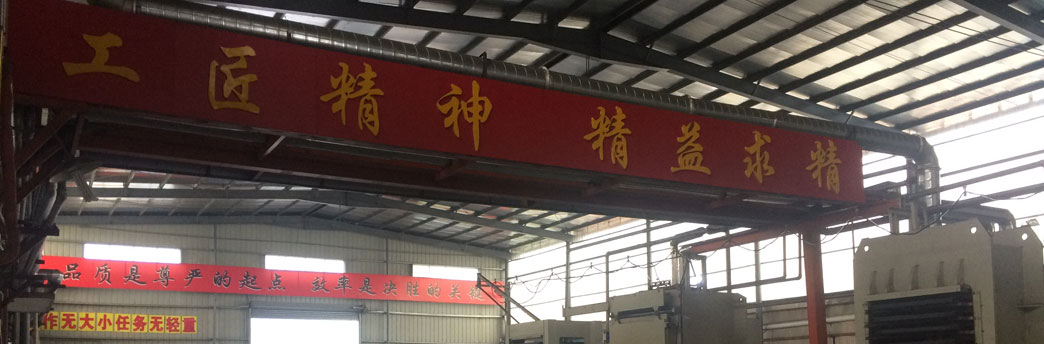 工匠精神 精益求精
品质是尊严的起点 效率是决胜的关
作无大小任务无轻重